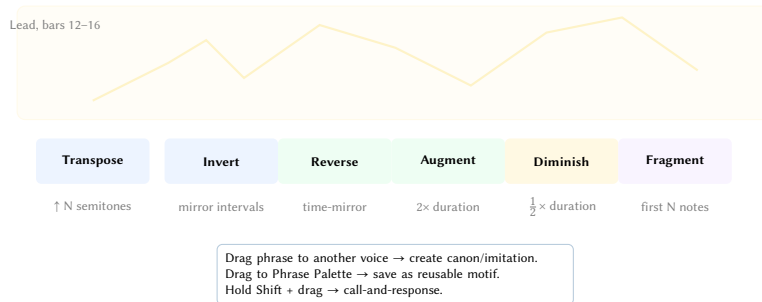 Lead, bars 12–16
Transpose Invert Reverse Augment Diminish Fragment
↑ N semitones mirror intervals time-mirror 2× duration ½× duration first N notes
Drag phrase to another voice → create canon/imitation.
Drag to Phrase Palette → save as reusable motif.
Hold Shift + drag → call-and-response.